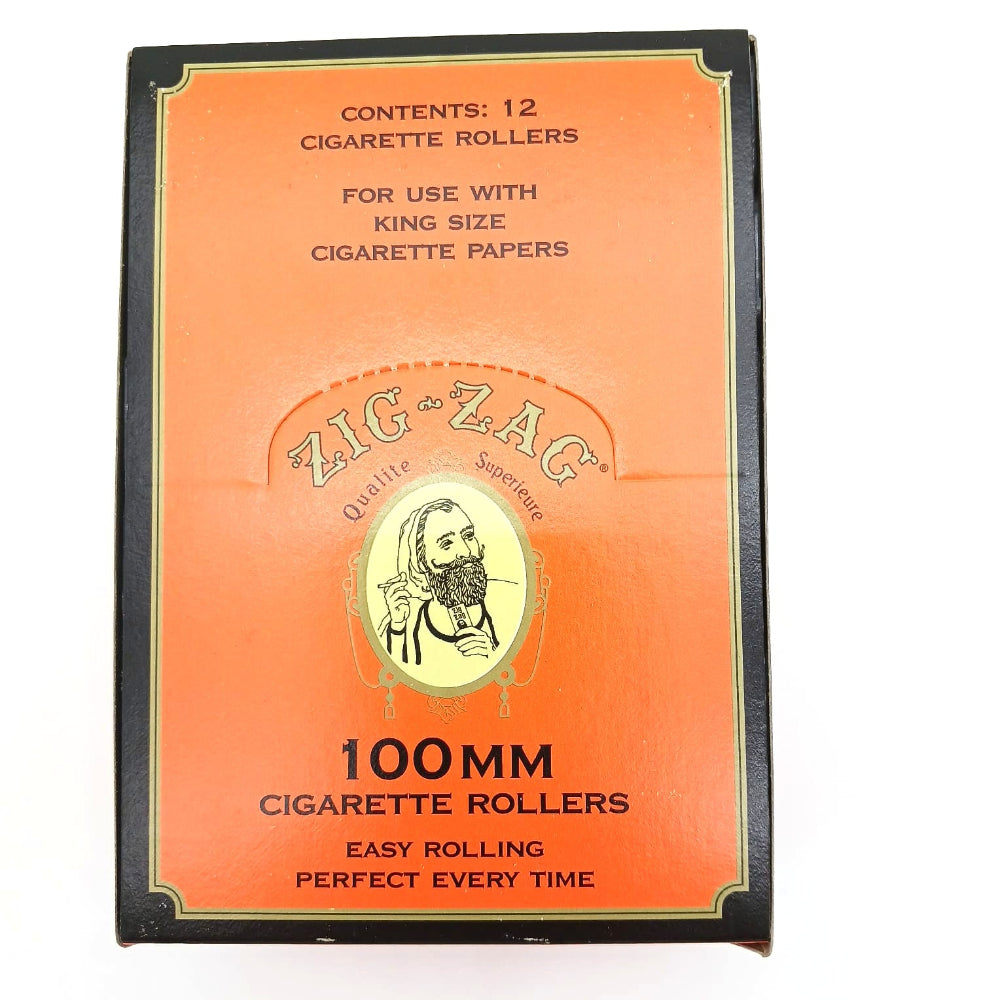 CONTENTS: 12
CIGARETTE ROLLERS
FOR USE WITH
KING SIZE
CIGARETTE PAPERS
ZIG-ZAG®
Qualite Superieure
100MM
CIGARETTE ROLLERS
EASY ROLLING
PERFECT EVERY TIME